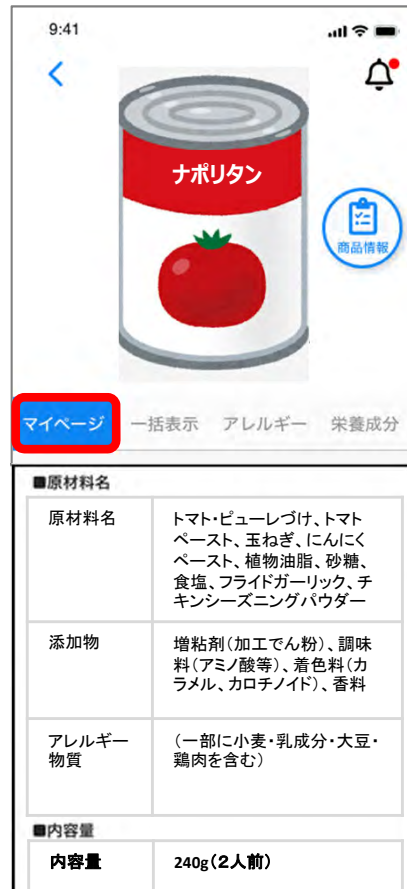 9:41
ナポリタン
商品情報
マイページ 一括表示 アレルギー 栄養成分
■原材料名
原材料名
トマト・ピューレづけ、トマト
ペースト、玉ねぎ、にんにく
ペースト、植物油脂、砂糖、
食塩、フライドガーリック、チ
キンシーズニングパウダー
添加物
増粘剤(加工でん粉)、調味
料(アミノ酸等)、着色料(カ
ラメル、カロチノイド)、香料
アレルギー
物質
(一部に小麦・乳成分・大豆・
鶏肉を含む)
■内容量
内容量
240g(2人前)